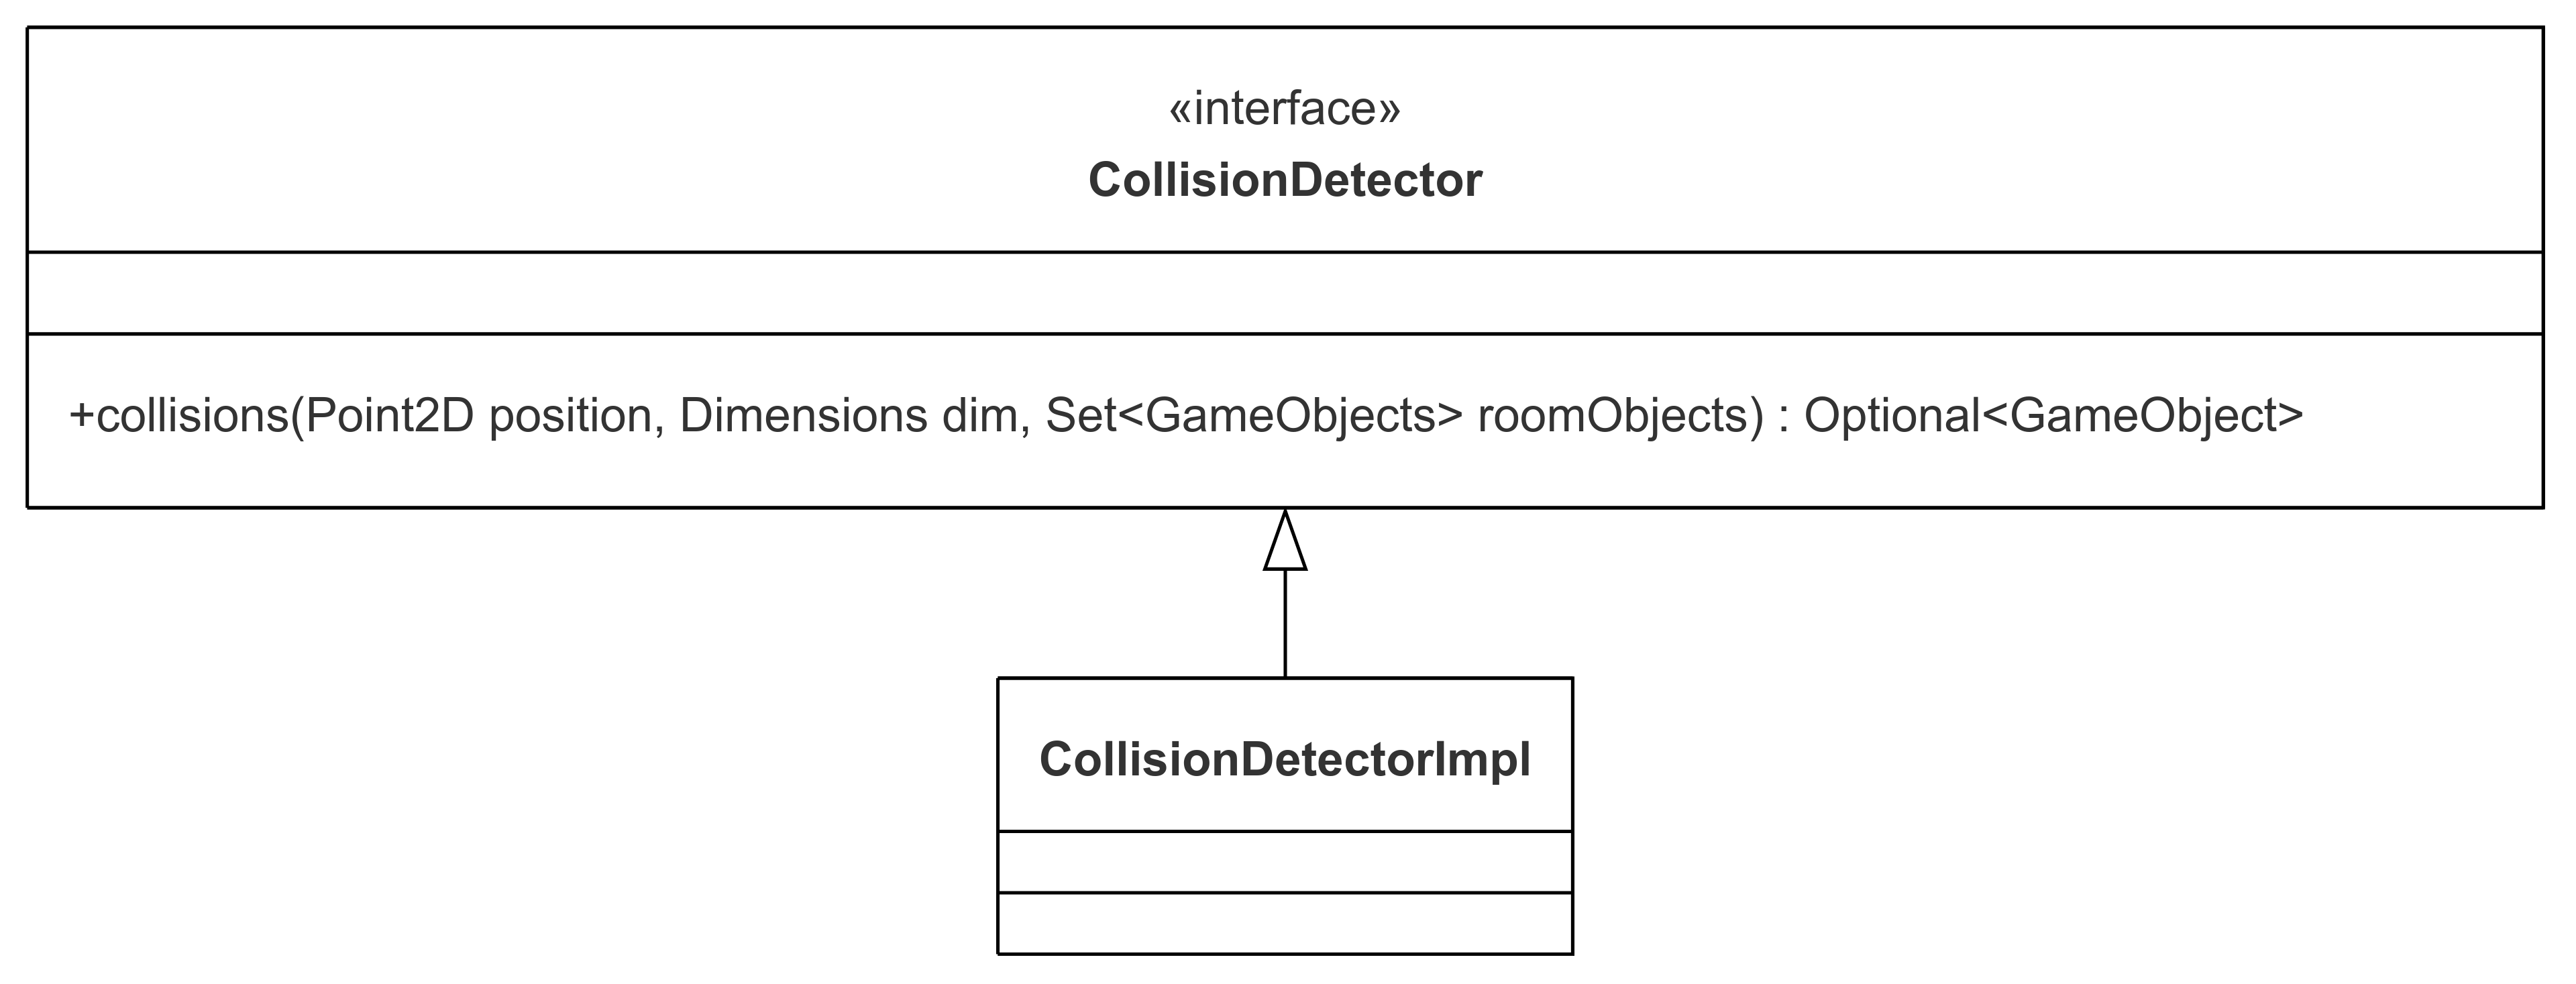 «interface»
CollisionDetector
+collisions(Point2D position, Dimensions dim, Set<GameObjects> roomObjects) : Optional<GameObject>
CollisionDetectorImpl